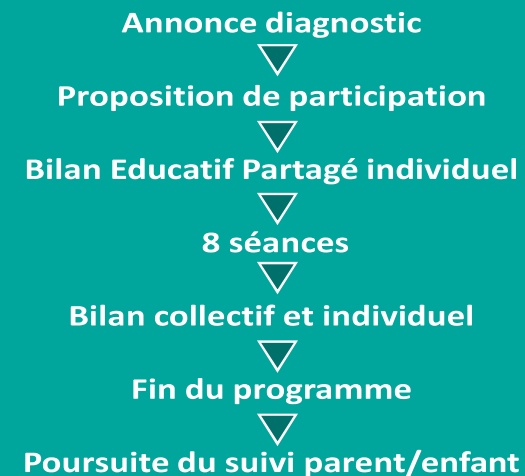 Annonce diagnostic
Proposition de participation
Bilan Educatif Partagé individuel
8 séances
Bilan collectif et individuel
Fin du programme
Poursuite du suivi parent/enfant